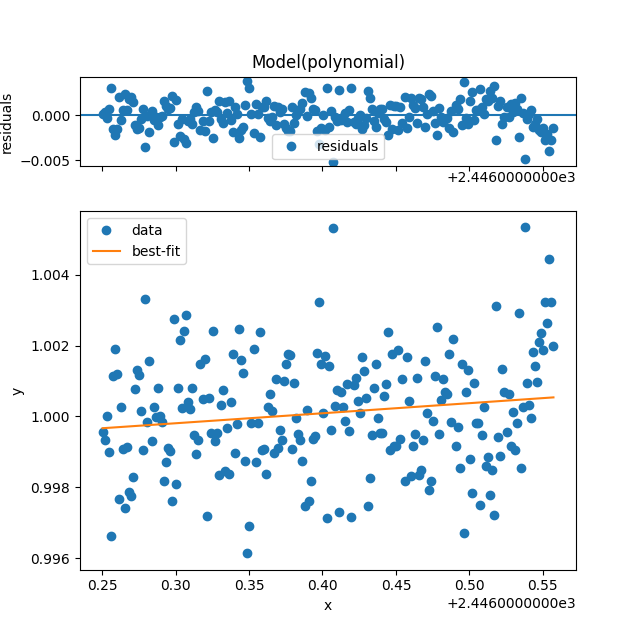 Model(polynomial)
residuals
0.000
−0.005
residuals
+2.4460000000e3
data
best-fit
y
1.004
1.002
1.000
0.998
0.996
0.25 0.30 0.35 0.40 0.45 0.50 0.55
x
+2.4460000000e3